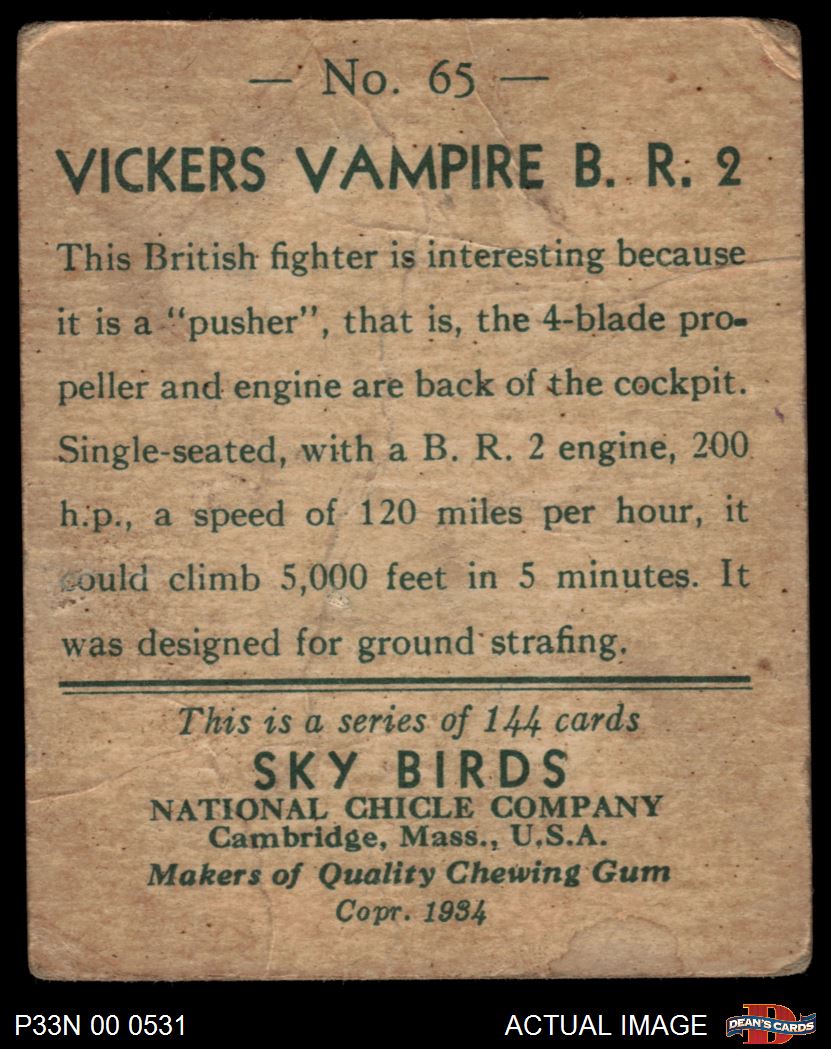 — No. 65 —
VICKERS VAMPIRE B. R. 2
This British fighter is interesting because
it is a "pusher", that is, the 4-blade pro-
peller and engine are back of the cockpit.
Single-seated, with a B. R. 2 engine, 200
h.p., a speed of 120 miles per hour, it
could climb 5,000 feet in 5 minutes. It
was designed for ground strafing.
This is a series of 144 cards
SKY BIRDS
NATIONAL CHICLE COMPANY
Cambridge, Mass., U.S.A.
Makers of Quality Chewing Gum
Copr. 1934
P33N 00 0531
ACTUAL IMAGE
D
DEAN'S CARDS